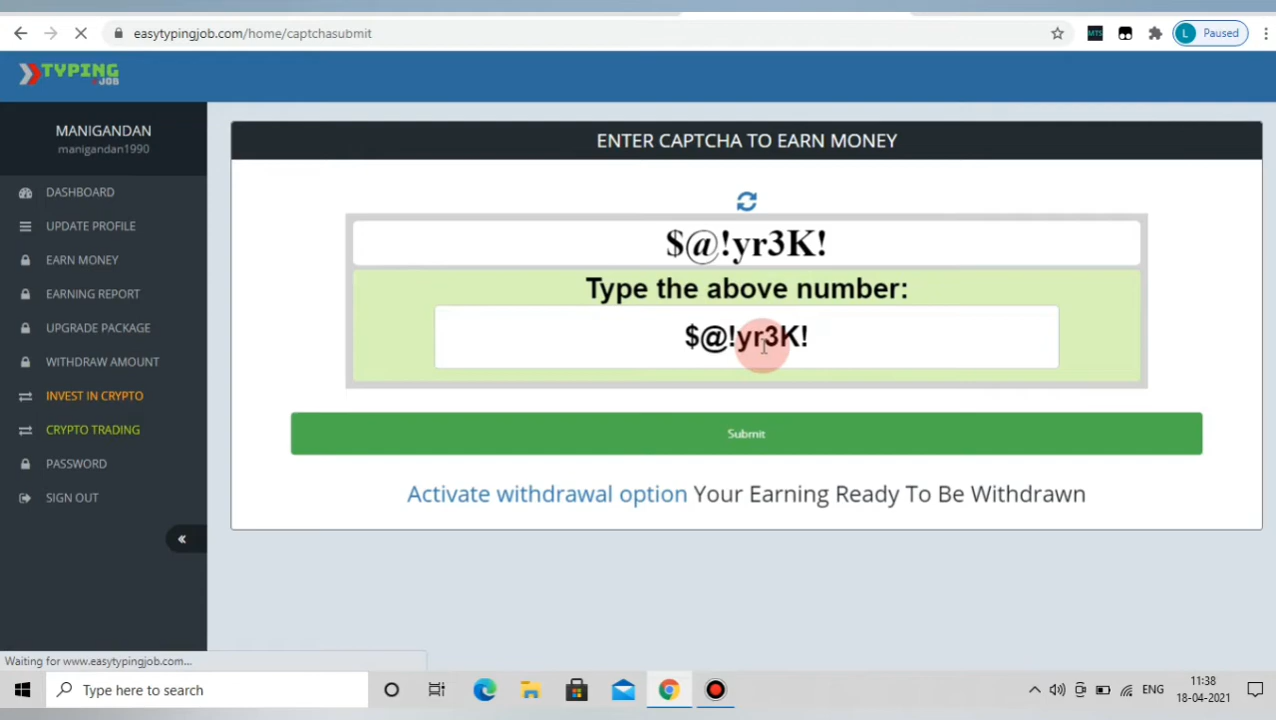 easytypingjob.com/home/captchasubmit
MTS
L
Paused
TYPING
JOB
MANIGANDAN
manigandan1990
DASHBOARD
UPDATE PROFILE
EARN MONEY
EARNING REPORT
UPGRADE PACKAGE
WITHDRAW AMOUNT
INVEST IN CRYPTO
CRYPTO TRADING
PASSWORD
SIGN OUT
ENTER CAPTCHA TO EARN MONEY
$@!yr3K!
Type the above number:
$@!yr3K!
Submit
Activate withdrawal option Your Earning Ready To Be Withdrawn
Waiting for www.easytypingjob.com...
Type here to search
ENG
11:38
18-04-2021